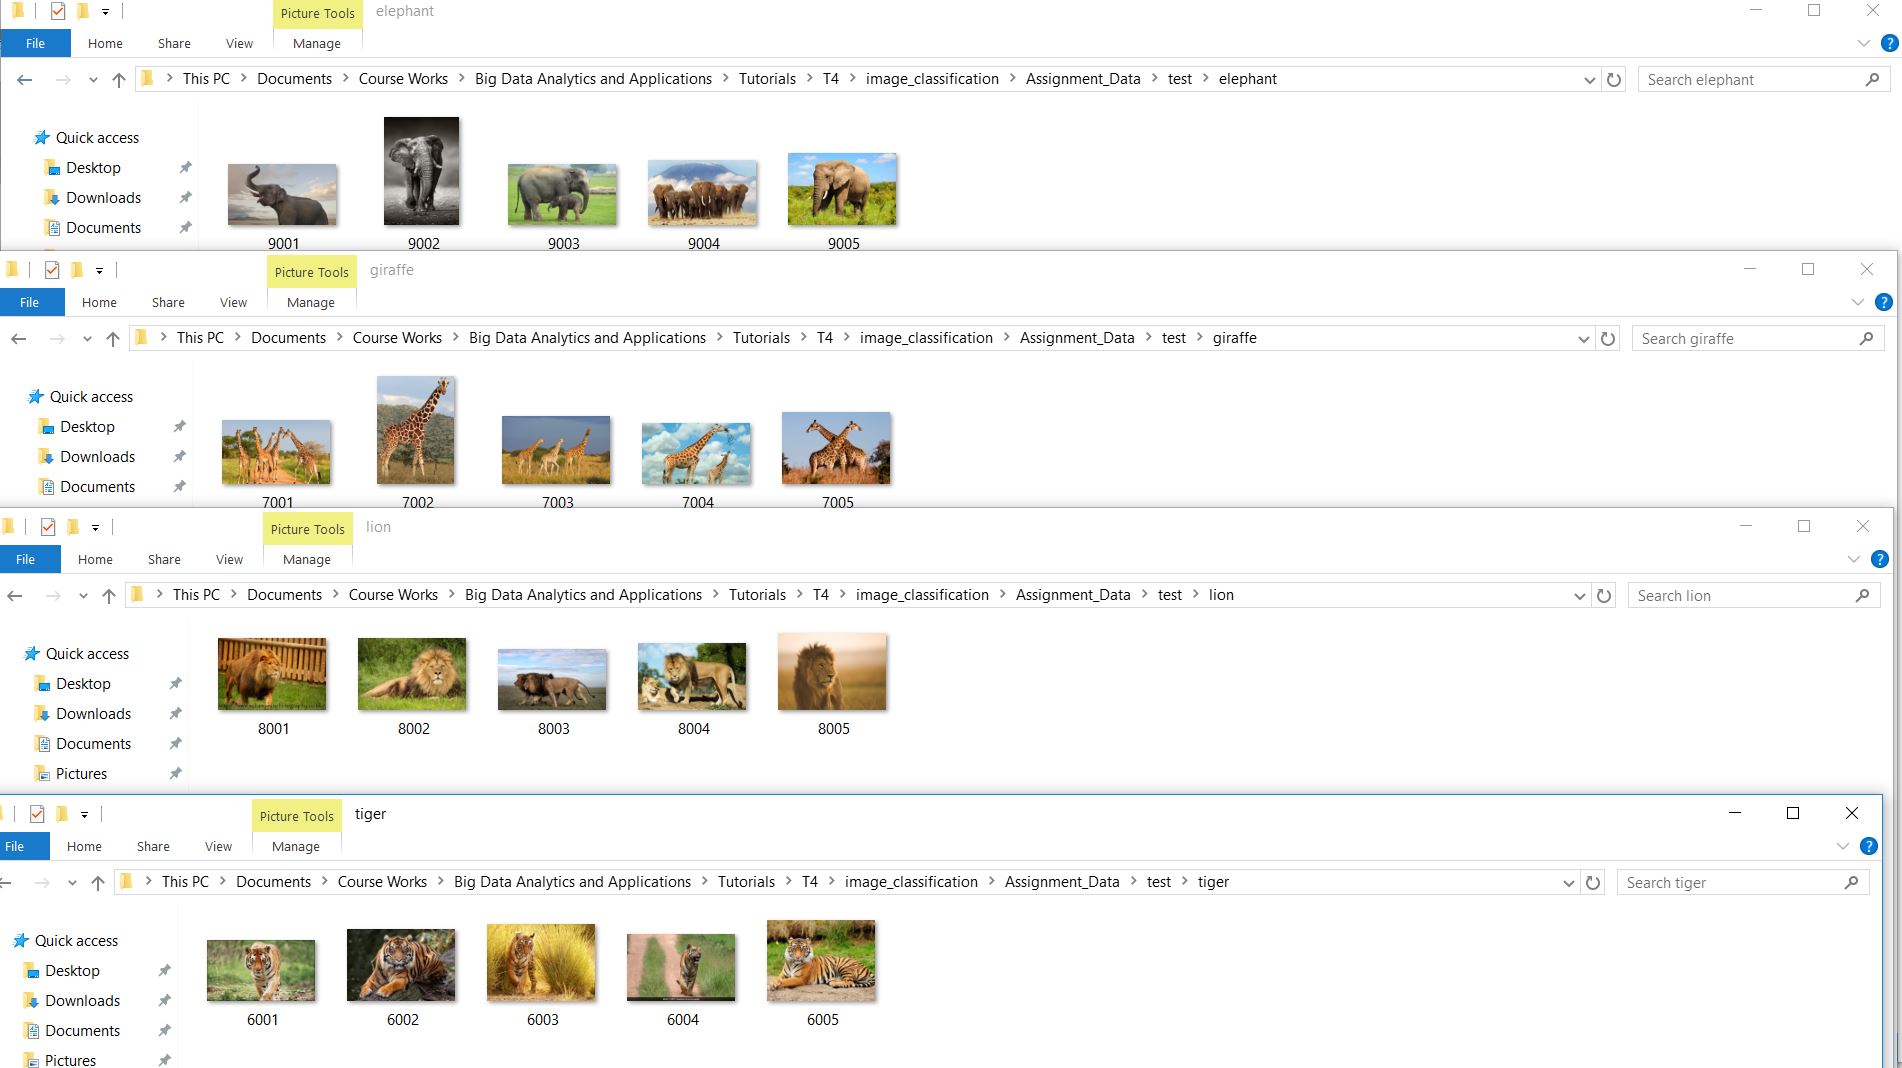 Picture Tools elephant
File Home Share View Manage
This PC Documents Course Works Big Data Analytics and Applications Tutorials T4 image_classification Assignment_Data test elephant Search elephant
Quick access
Desktop
Downloads
Documents
9001 9002 9003 9004 9005
Picture Tools giraffe
File Home Share View Manage
This PC Documents Course Works Big Data Analytics and Applications Tutorials T4 image_classification Assignment_Data test giraffe Search giraffe
Quick access
Desktop
Downloads
Documents
7001 7002 7003 7004 7005
Picture Tools lion
File Home Share View Manage
This PC Documents Course Works Big Data Analytics and Applications Tutorials T4 image_classification Assignment_Data test lion Search lion
Quick access
Desktop
Downloads
Documents
Pictures
8001 8002 8003 8004 8005
Picture Tools tiger
File Home Share View Manage
This PC Documents Course Works Big Data Analytics and Applications Tutorials T4 image_classification Assignment_Data test tiger Search tiger
Quick access
Desktop
Downloads
Documents
Pictures
6001 6002 6003 6004 6005